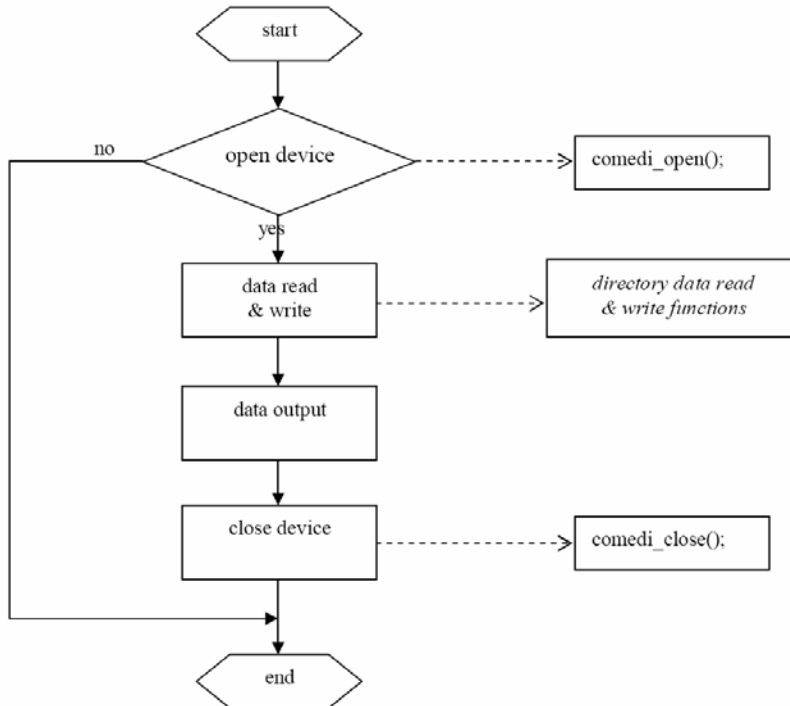 start
no
open device
comedi_open();
yes
data read
& write
directory data read
& write functions
data output
close device
comedi_close();
end